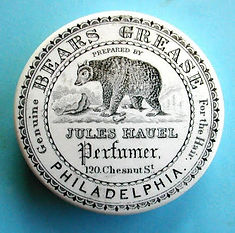 Genuine
BEARS GREASE
For the Hair.
PREPARED BY
JULES HAUEL
Perfumer,
120. Chesnut St.
PHILADELPHIA.